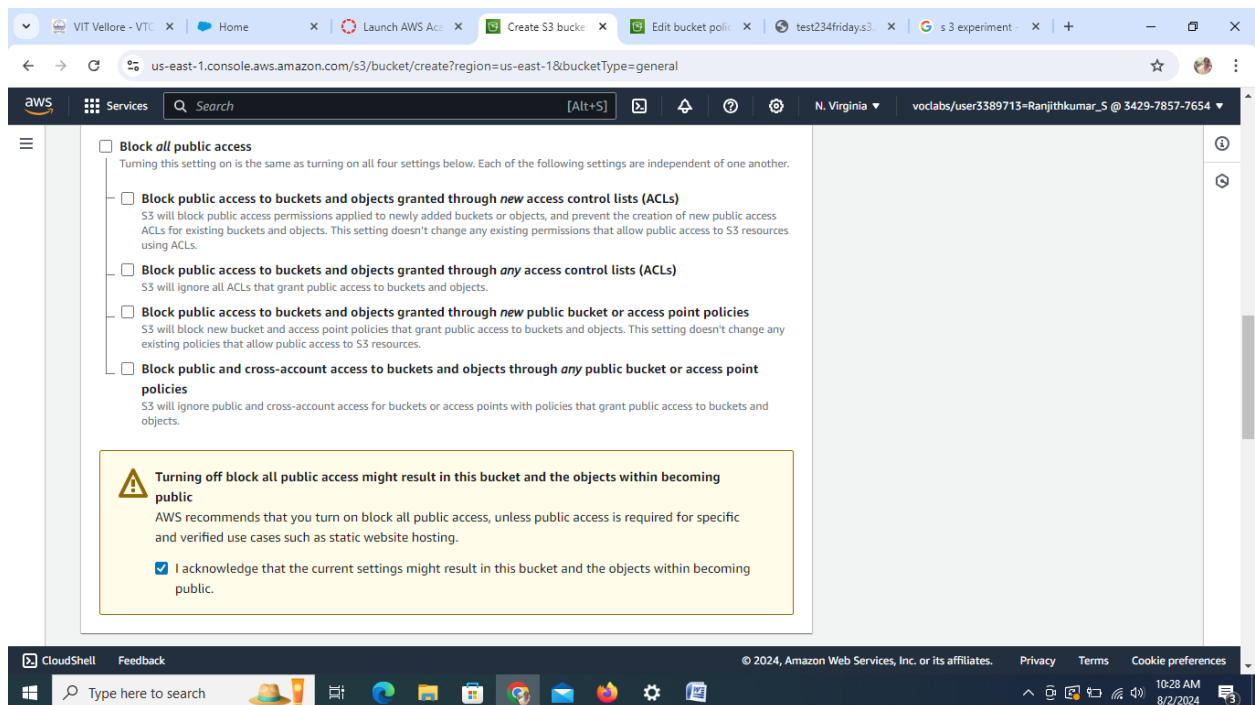 VIT Vellore - VTC
Home
Launch AWS Aca
Create S3 bucke
Edit bucket polic
test234friday.s3.
s 3 experiment -
us-east-1.console.aws.amazon.com/s3/bucket/create?region=us-east-1&bucketType=general
aws
Services
Search
[Alt+S]
N. Virginia
voclabs/user3389713=Ranjithkumar_S @ 3429-7857-7654
Block all public access
Turning this setting on is the same as turning on all four settings below. Each of the following settings are independent of one another.
Block public access to buckets and objects granted through new access control lists (ACLs)
S3 will block public access permissions applied to newly added buckets or objects, and prevent the creation of new public access
ACLs for existing buckets and objects. This setting doesn't change any existing permissions that allow public access to S3 resources
using ACLs.
Block public access to buckets and objects granted through any access control lists (ACLs)
S3 will ignore all ACLs that grant public access to buckets and objects.
Block public access to buckets and objects granted through new public bucket or access point policies
S3 will block new bucket and access point policies that grant public access to buckets and objects. This setting doesn't change any
existing policies that allow public access to S3 resources.
Block public and cross-account access to buckets and objects through any public bucket or access point
policies
S3 will ignore public and cross-account access for buckets or access points with policies that grant public access to buckets and
objects.
Turning off block all public access might result in this bucket and the objects within becoming
public
AWS recommends that you turn on block all public access, unless public access is required for specific
and verified use cases such as static website hosting.
I acknowledge that the current settings might result in this bucket and the objects within becoming
public.
CloudShell
Feedback
© 2024, Amazon Web Services, Inc. or its affiliates.
Privacy
Terms
Cookie preferences
Type here to search
10:28 AM
8/2/2024
3